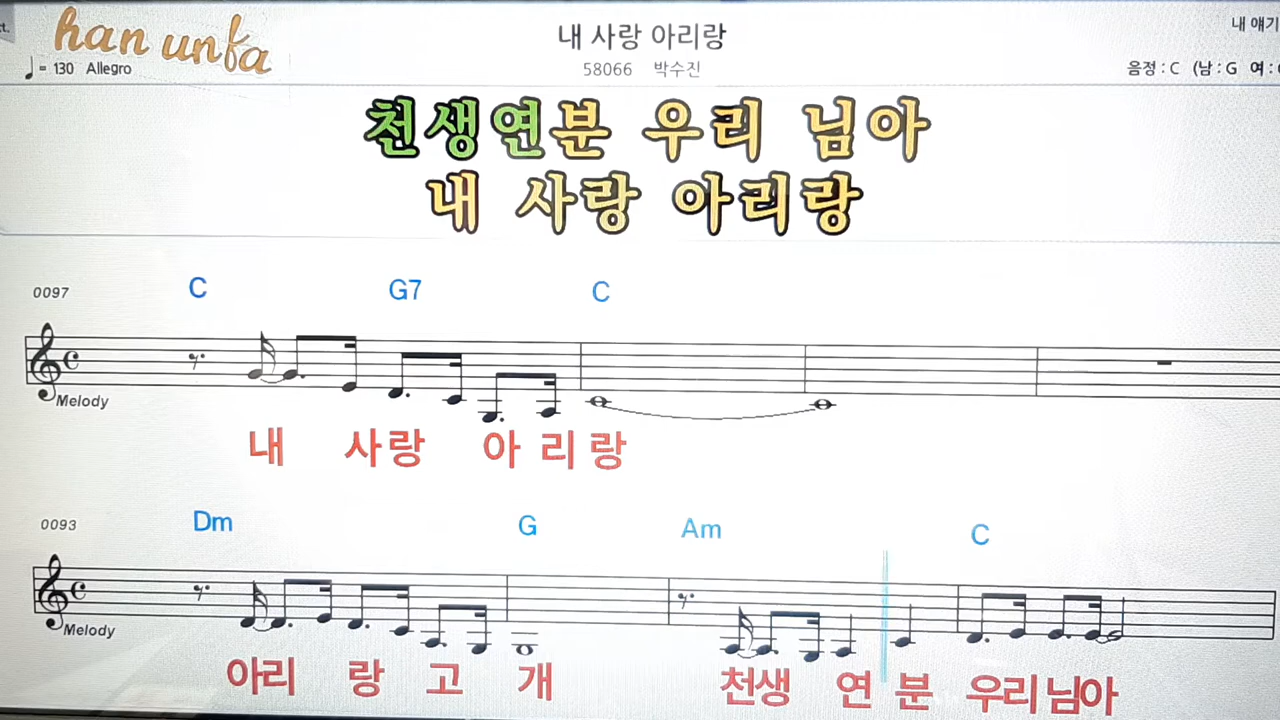 ct.
han unfa
내 사랑 아리랑
내 얘기
♩= 130 Allegro
58066 박수진
음정 : C (남 : G 여 :
천생연분 우리 님아
내 사랑 아리랑
0097
C G7 C
Melody
내 사랑 아리랑
0093
Dm G Am C
Melody
아리 랑 고 개 천생 연 분 우리님아